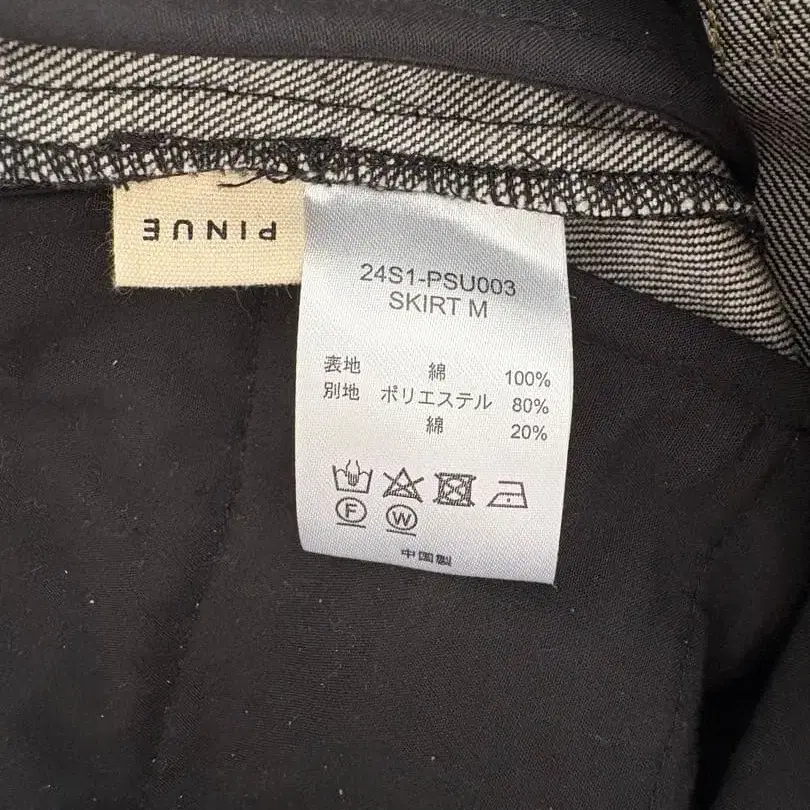 PINUE
24S1-PSU003
SKIRT M
表地 綿 100%
別地 ポリエステル 80%
綿 20%
F W
中国製